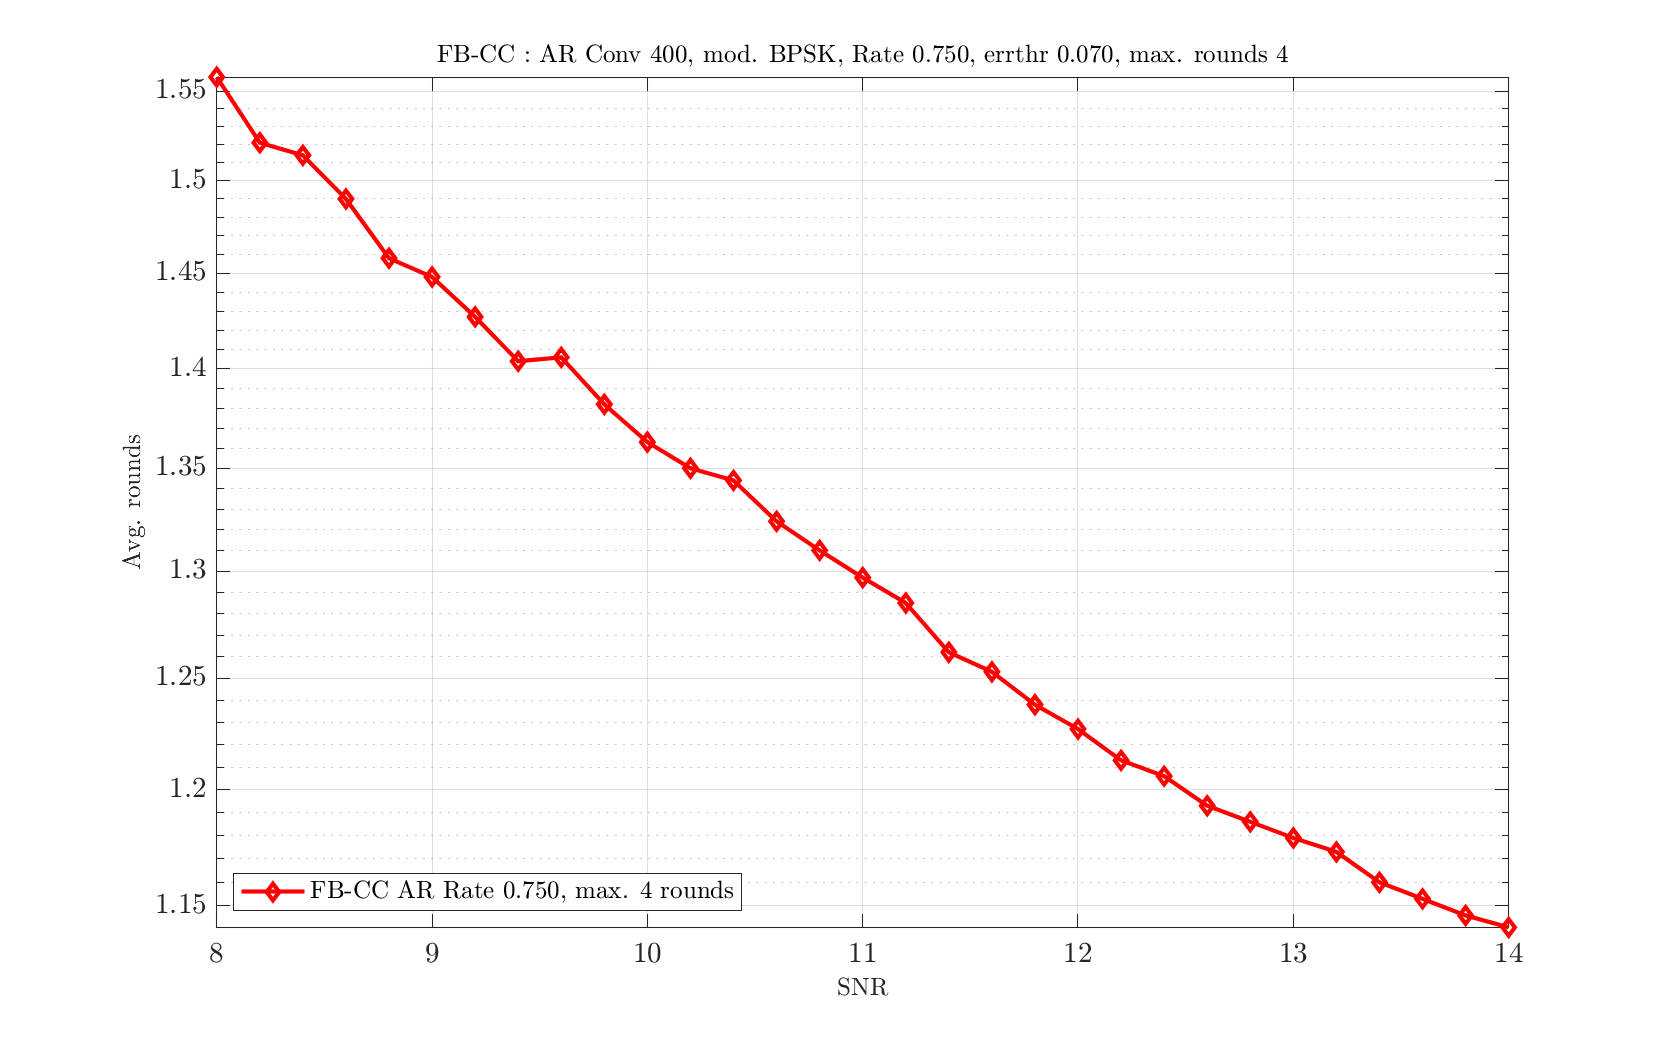 FB-CC : AR Conv 400, mod. BPSK, Rate 0.750, errthr 0.070, max. rounds 4
1.55
1.5
1.45
1.4
1.35
1.3
1.25
1.2
1.15
Avg. rounds
FB-CC AR Rate 0.750, max. 4 rounds
8 9 10 11 12 13 14
SNR